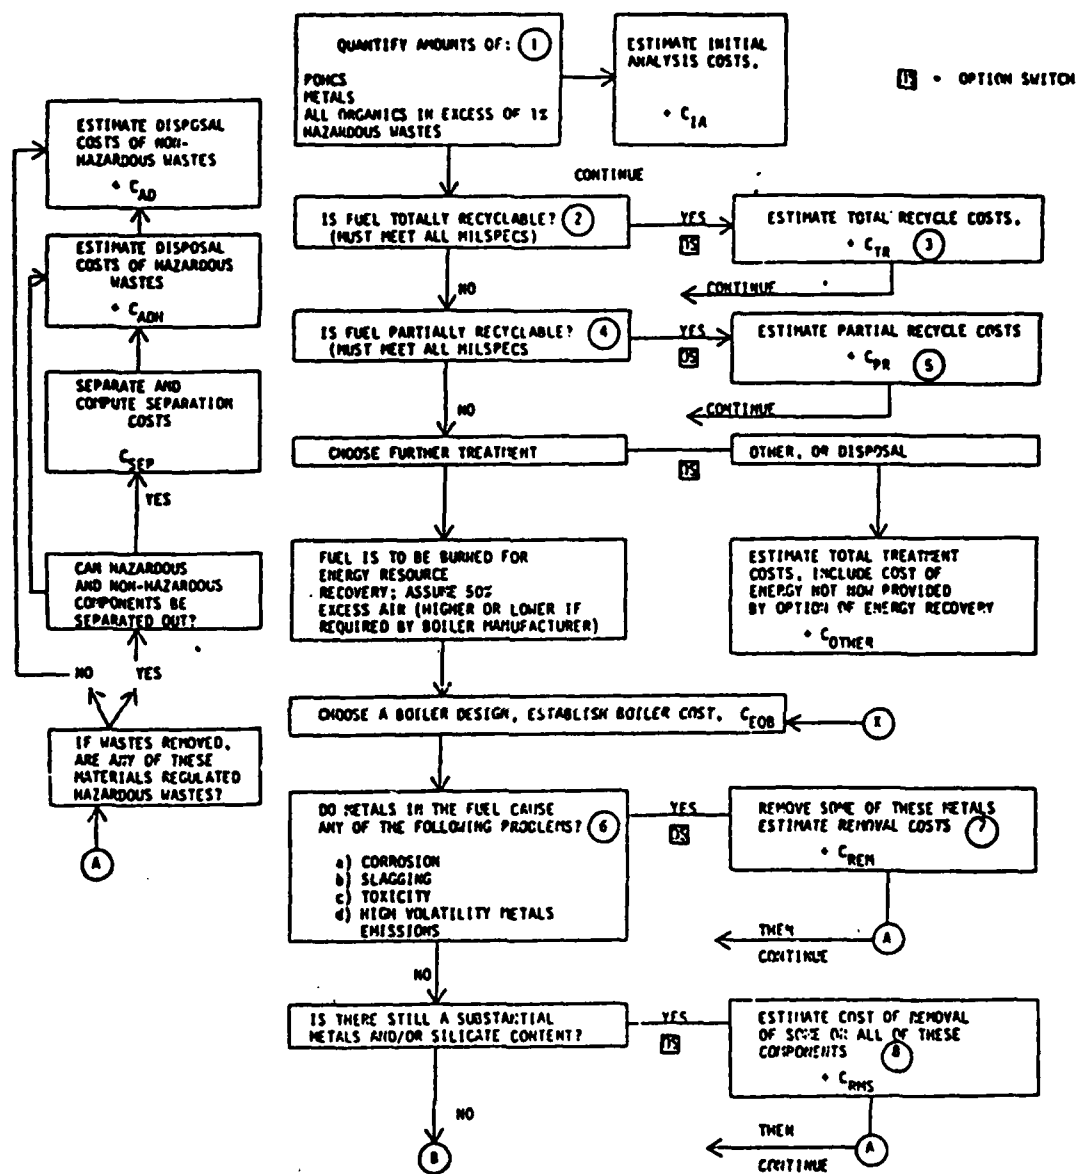 QUANTIFY AMOUNTS OF: 1
POHCS
METALS
ALL ORGANICS IN EXCESS OF 1%
HAZARDOUS WASTES
ESTIMATE INITIAL
ANALYSIS COSTS.
+ C_IA
OS = OPTION SWITCH
CONTINUE
ESTIMATE DISPOSAL
COSTS OF NON-
HAZARDOUS WASTES
+ C_AD
IS FUEL TOTALLY RECYCLABLE? 2
(MUST MEET ALL MILSPECS)
YES
OS
ESTIMATE TOTAL RECYCLE COSTS.
+ C_TR 3
CONTINUE
NO
ESTIMATE DISPOSAL
COSTS OF HAZARDOUS
WASTES
+ C_ADH
IS FUEL PARTIALLY RECYCLABLE? 4
(MUST MEET ALL MILSPECS
YES
OS
ESTIMATE PARTIAL RECYCLE COSTS
+ C_PR 5
CONTINUE
NO
SEPARATE AND
COMPUTE SEPARATION
COSTS
C_SEP
YES
CHOOSE FURTHER TREATMENT
OS
OTHER, OR DISPOSAL
CAN HAZARDOUS
AND NON-HAZARDOUS
COMPONENTS BE
SEPARATED OUT?
FUEL IS TO BE BURNED FOR
ENERGY RESOURCE
RECOVERY; ASSUME 50%
EXCESS AIR (HIGHER OR LOWER IF
REQUIRED BY BOILER MANUFACTURER)
ESTIMATE TOTAL TREATMENT
COSTS, INCLUDE COST OF
ENERGY NOT NOW PROVIDED
BY OPTION OF ENERGY RECOVERY
+ C_OTHER
NO YES
CHOOSE A BOILER DESIGN, ESTABLISH BOILER COST, C_EOB
X
IF WASTES REMOVED,
ARE ANY OF THESE
MATERIALS REGULATED
HAZARDOUS WASTES?
A
DO METALS IN THE FUEL CAUSE
ANY OF THE FOLLOWING PROBLEMS? 6
a) CORROSION
b) SLAGGING
c) TOXICITY
d) HIGH VOLATILITY METALS
EMISSIONS
YES
OS
REMOVE SOME OF THESE METALS
ESTIMATE REMOVAL COSTS 7
+ C_REM
A
THEN
CONTINUE
NO
IS THERE STILL A SUBSTANTIAL
METALS AND/OR SILICATE CONTENT?
YES
OS
ESTIMATE COST OF REMOVAL
OF SOME OR ALL OF THESE
COMPONENTS 8
+ C_RMS
A
THEN
CONTINUE
NO
B